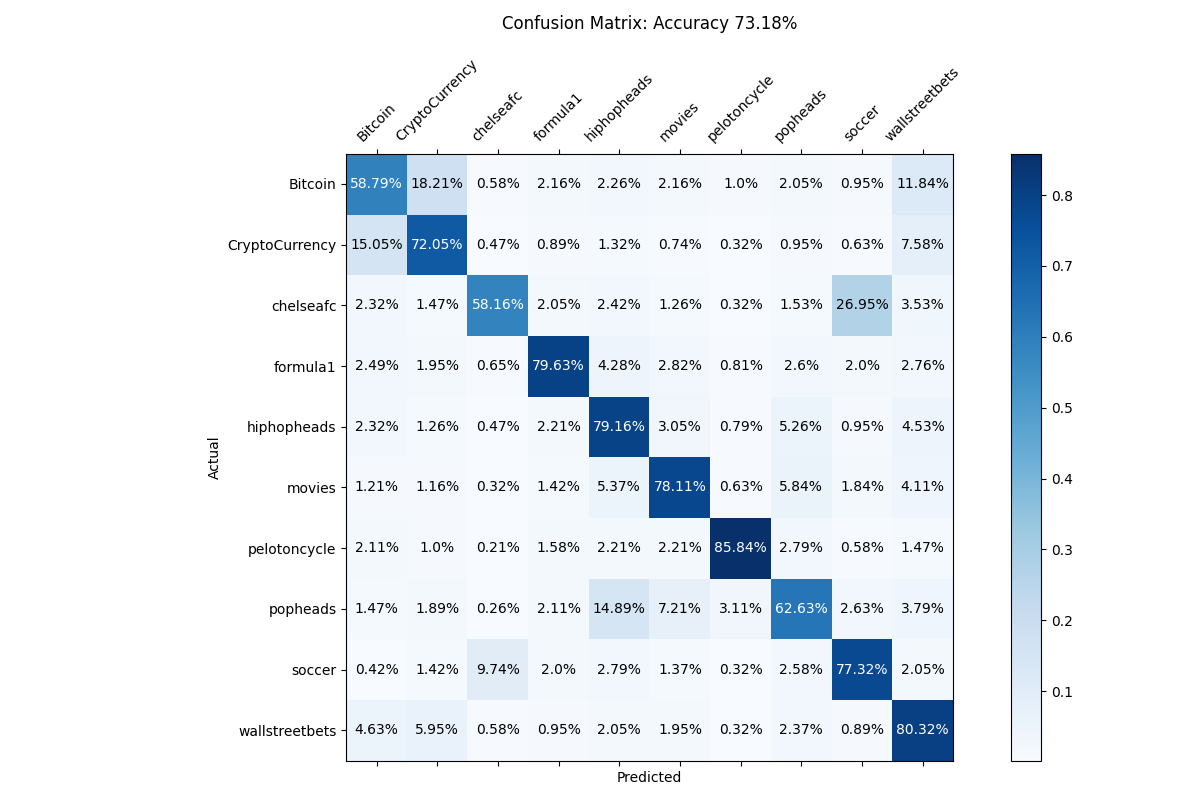 Confusion Matrix: Accuracy 73.18%
Bitcoin CryptoCurrency chelseafc formula1 hiphopheads movies pelotoncycle popheads soccer wallstreetbets
Bitcoin 58.79% 18.21% 0.58% 2.16% 2.26% 2.16% 1.0% 2.05% 0.95% 11.84%
0.8
CryptoCurrency 15.05% 72.05% 0.47% 0.89% 1.32% 0.74% 0.32% 0.95% 0.63% 7.58%
0.7
chelseafc 2.32% 1.47% 58.16% 2.05% 2.42% 1.26% 0.32% 1.53% 26.95% 3.53%
0.6
formula1 2.49% 1.95% 0.65% 79.63% 4.28% 2.82% 0.81% 2.6% 2.0% 2.76%
0.5
hiphopheads 2.32% 1.26% 0.47% 2.21% 79.16% 3.05% 0.79% 5.26% 0.95% 4.53%
Actual
0.4
movies 1.21% 1.16% 0.32% 1.42% 5.37% 78.11% 0.63% 5.84% 1.84% 4.11%
0.3
pelotoncycle 2.11% 1.0% 0.21% 1.58% 2.21% 2.21% 85.84% 2.79% 0.58% 1.47%
popheads 1.47% 1.89% 0.26% 2.11% 14.89% 7.21% 3.11% 62.63% 2.63% 3.79%
0.2
soccer 0.42% 1.42% 9.74% 2.0% 2.79% 1.37% 0.32% 2.58% 77.32% 2.05%
0.1
wallstreetbets 4.63% 5.95% 0.58% 0.95% 2.05% 1.95% 0.32% 2.37% 0.89% 80.32%
Predicted